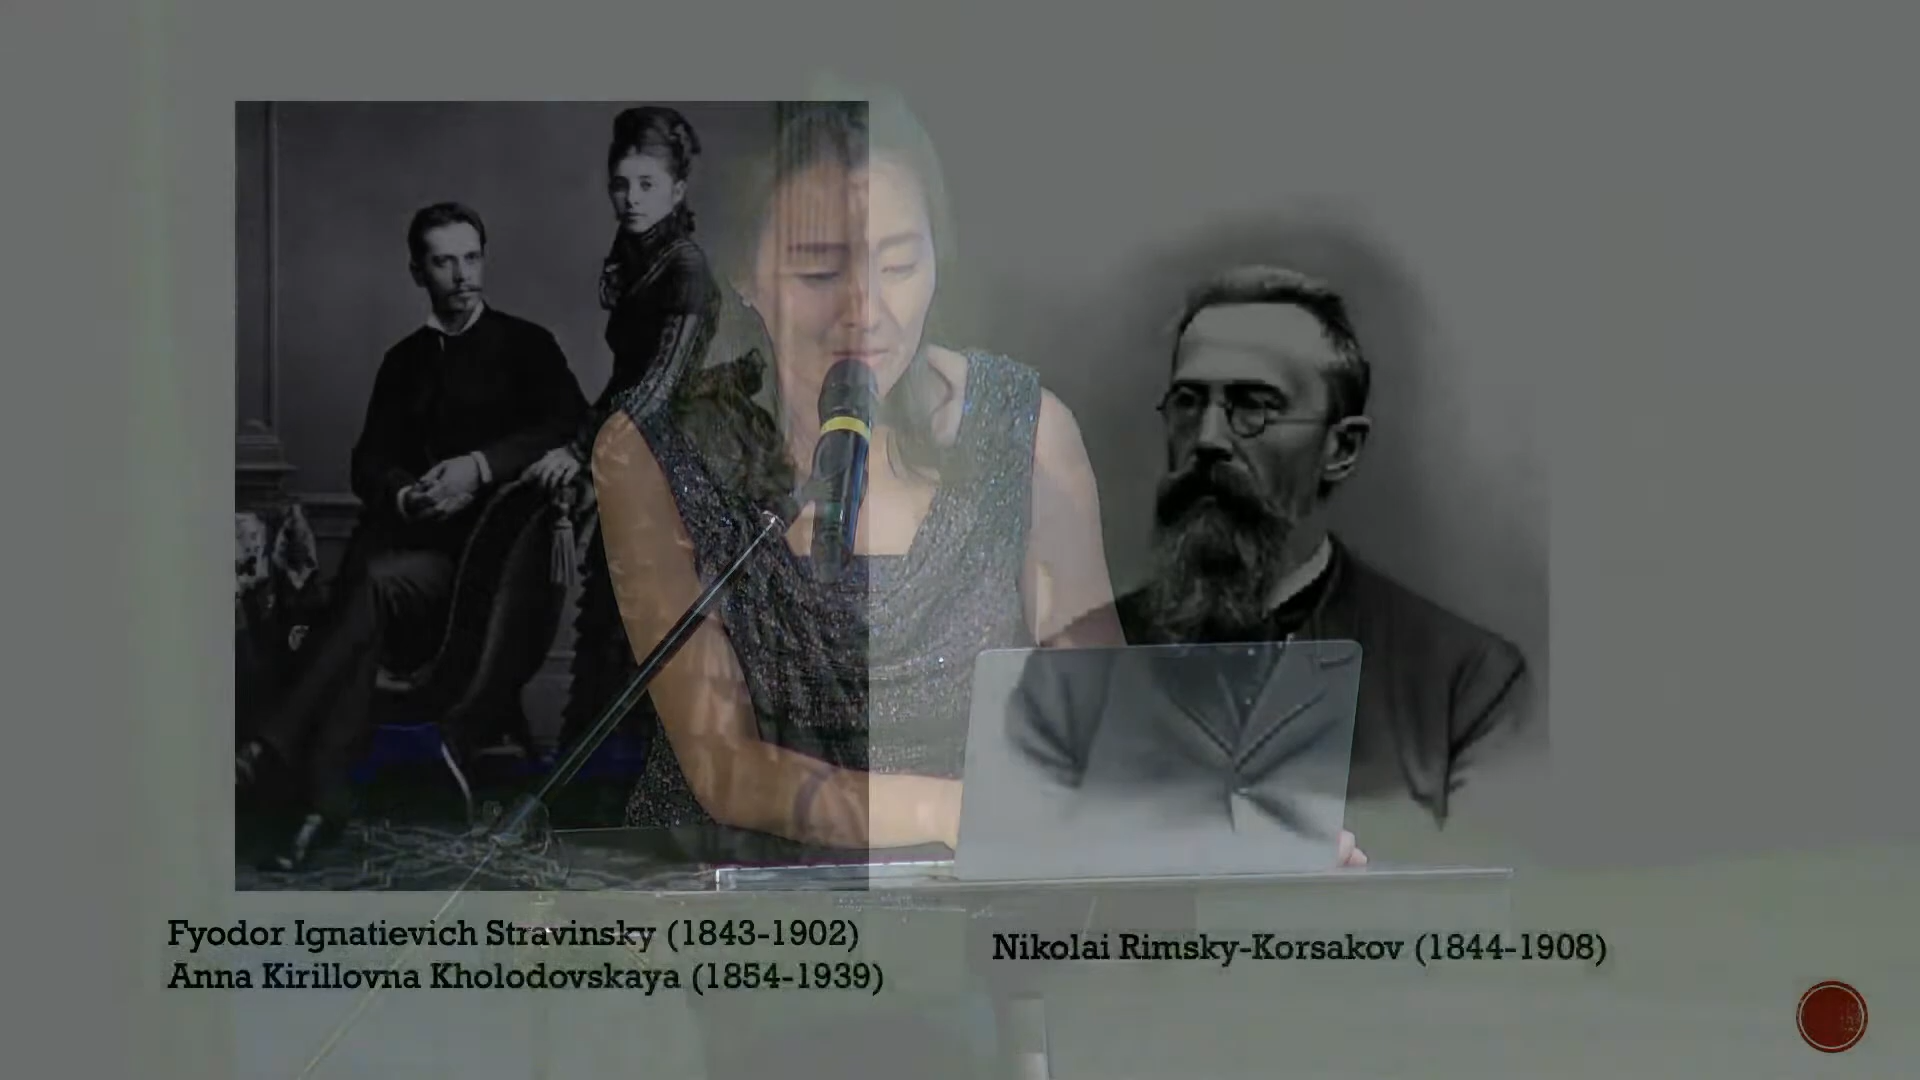 Fyodor Ignatievich Stravinsky (1843-1902)
Anna Kirillovna Kholodovskaya (1854-1939)
Nikolai Rimsky-Korsakov (1844-1908)